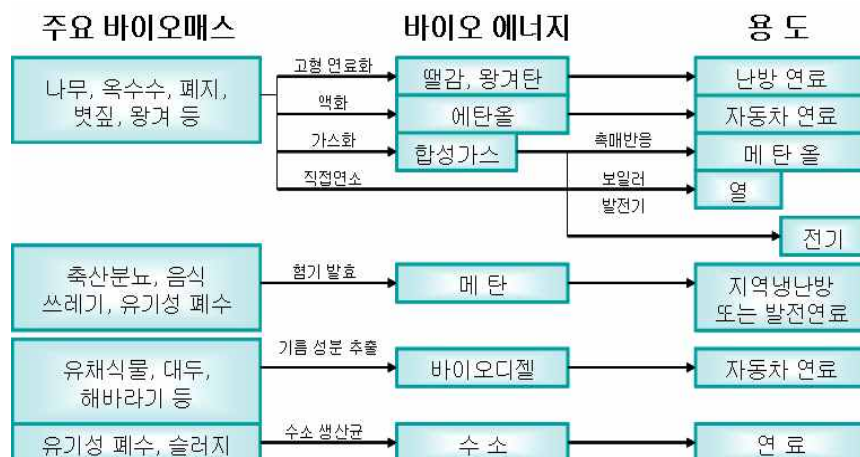 주요 바이오매스 바이오 에너지 용 도
나무, 옥수수, 폐지,
볏짚, 왕겨 등
고형 연료화
땔감, 왕겨탄
난방 연료
액화
에탄올
자동차 연료
가스화
합성가스
촉매반응
메 탄 올
직접연소
보일러
열
발전기
전기
축산분뇨, 음식
쓰레기, 유기성 폐수
혐기 발효
메 탄
지역냉난방
또는 발전연료
유채식물, 대두,
해바라기 등
기름 성분 추출
바이오디젤
자동차 연료
유기성 폐수, 슬러지
수소 생산균
수 소
연 료